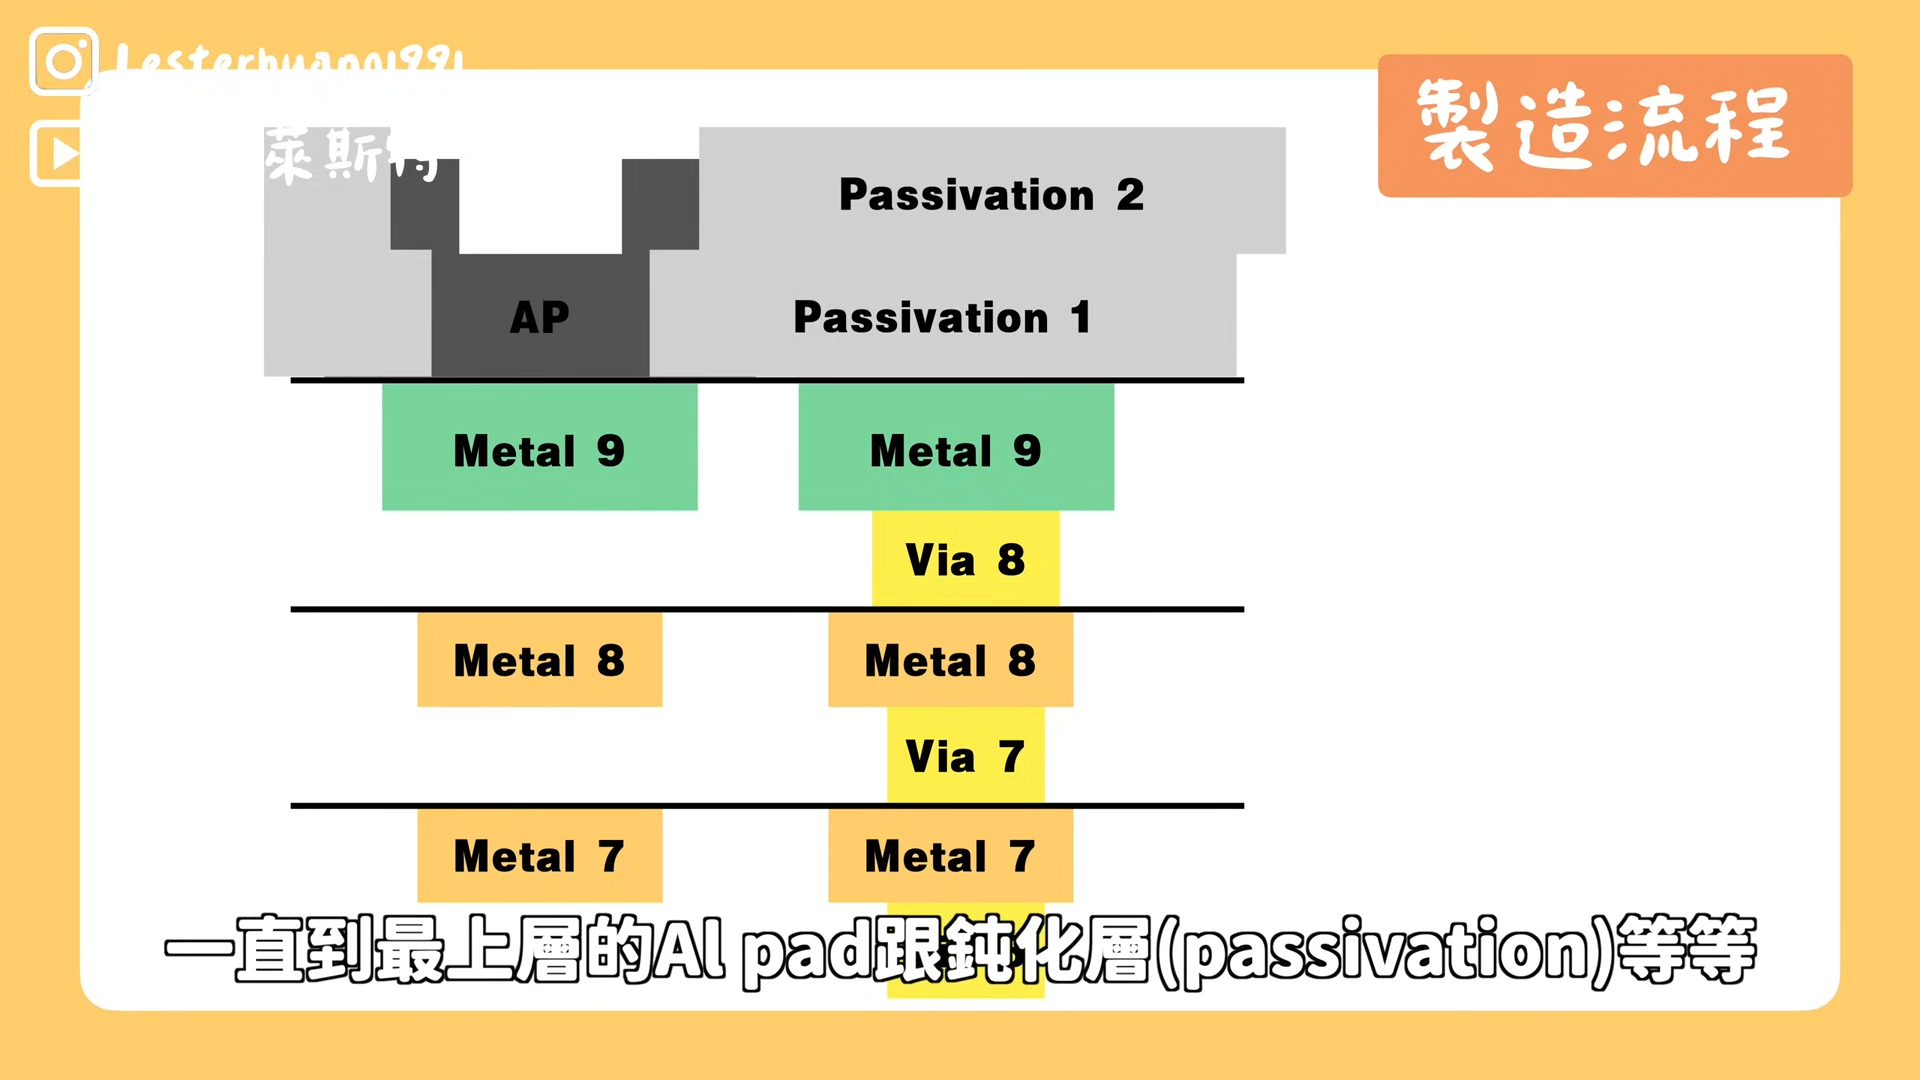 Lesterhuang1991
製造流程
萊斯特
Passivation 2
AP
Passivation 1
Metal 9
Metal 9
Via 8
Metal 8
Metal 8
Via 7
Metal 7
Metal 7
一直到最上層的Al pad跟鈍化層(passivation)等等